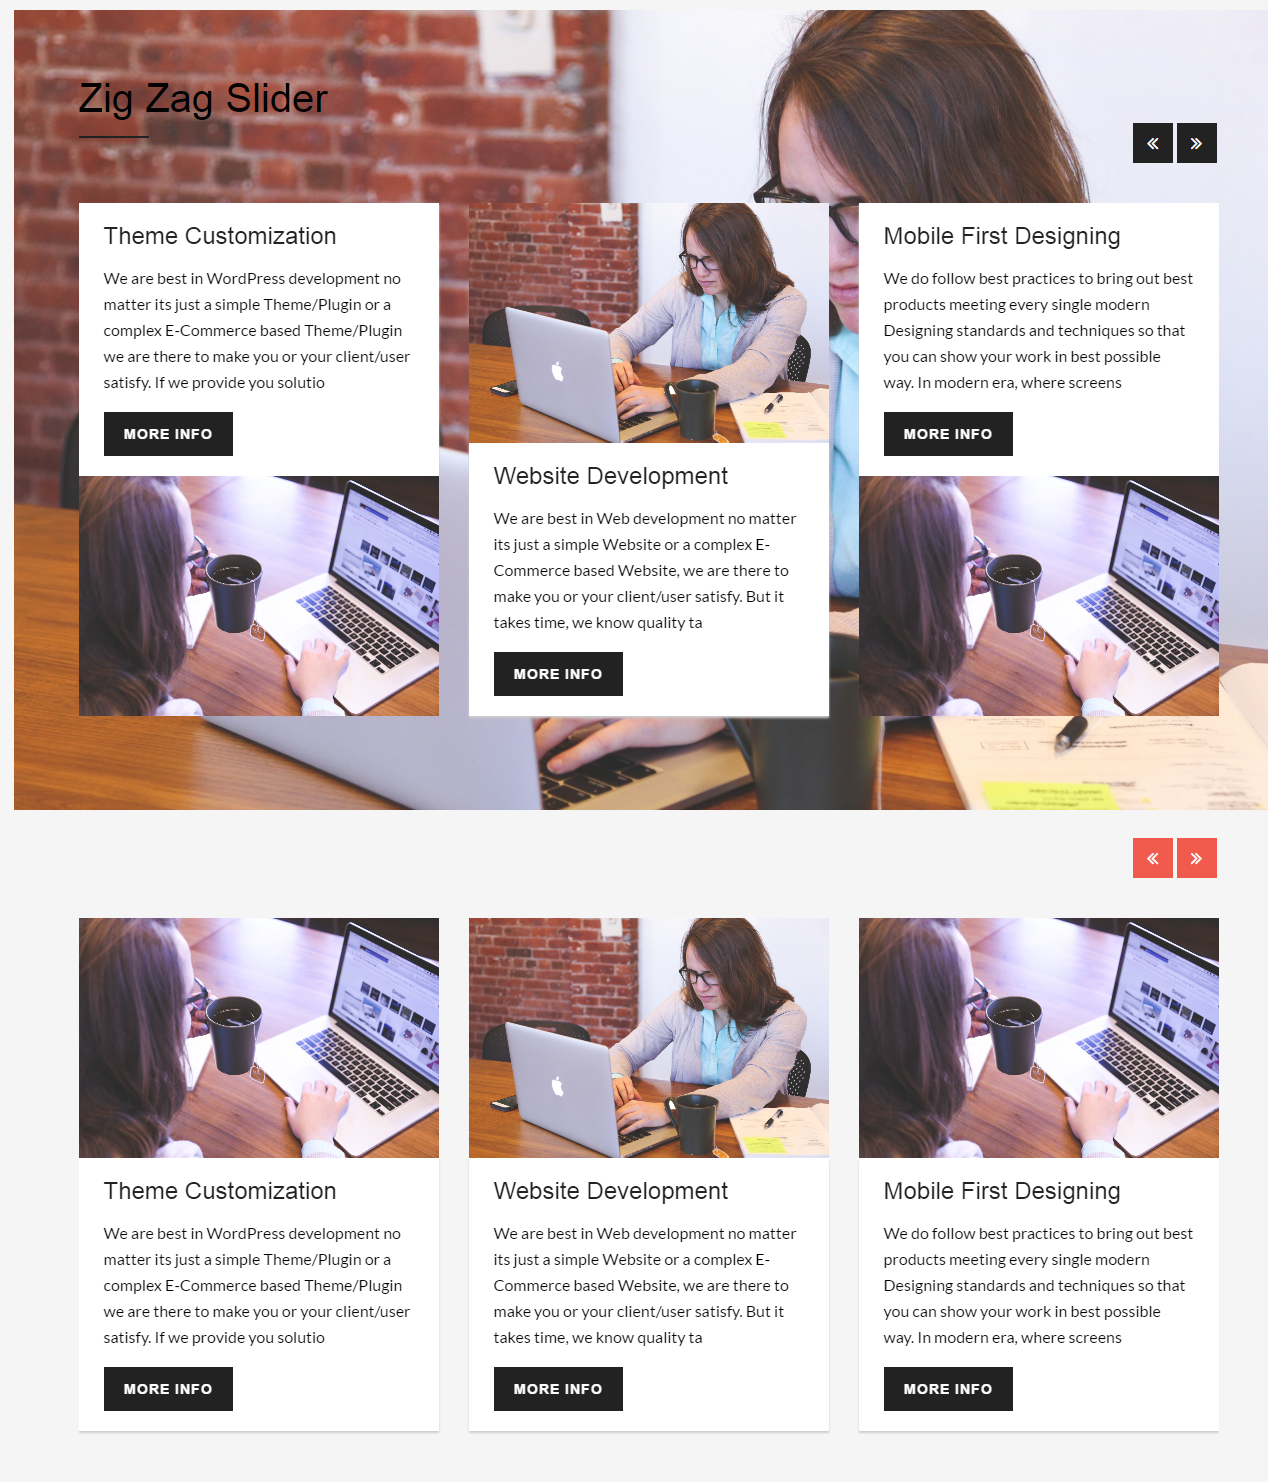 Zig Zag Slider
Theme Customization
We are best in WordPress development no
matter its just a simple Theme/Plugin or a
complex E-Commerce based Theme/Plugin
we are there to make you or your client/user
satisfy. If we provide you solutio
MORE INFO
Website Development
We are best in Web development no matter
its just a simple Website or a complex E-
Commerce based Website, we are there to
make you or your client/user satisfy. But it
takes time, we know quality ta
MORE INFO
Mobile First Designing
We do follow best practices to bring out best
products meeting every single modern
Designing standards and techniques so that
you can show your work in best possible
way. In modern era, where screens
MORE INFO
Theme Customization
We are best in WordPress development no
matter its just a simple Theme/Plugin or a
complex E-Commerce based Theme/Plugin
we are there to make you or your client/user
satisfy. If we provide you solutio
MORE INFO
Website Development
We are best in Web development no matter
its just a simple Website or a complex E-
Commerce based Website, we are there to
make you or your client/user satisfy. But it
takes time, we know quality ta
MORE INFO
Mobile First Designing
We do follow best practices to bring out best
products meeting every single modern
Designing standards and techniques so that
you can show your work in best possible
way. In modern era, where screens
MORE INFO